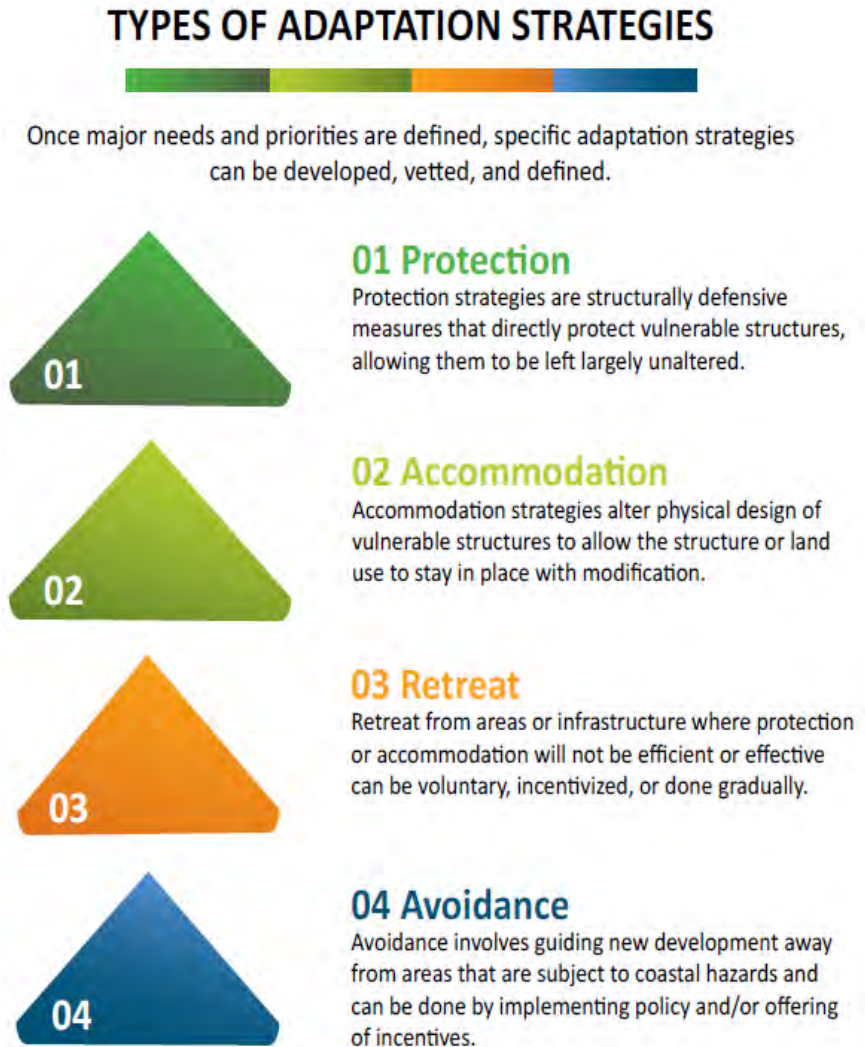 TYPES OF ADAPTATION STRATEGIES
Once major needs and priorities are defined, specific adaptation strategies
can be developed, vetted, and defined.
01
01 Protection
Protection strategies are structurally defensive
measures that directly protect vulnerable structures,
allowing them to be left largely unaltered.
02
02 Accommodation
Accommodation strategies alter physical design of
vulnerable structures to allow the structure or land
use to stay in place with modification.
03
03 Retreat
Retreat from areas or infrastructure where protection
or accommodation will not be efficient or effective
can be voluntary, incentivized, or done gradually.
04
04 Avoidance
Avoidance involves guiding new development away
from areas that are subject to coastal hazards and
can be done by implementing policy and/or offering
of incentives.